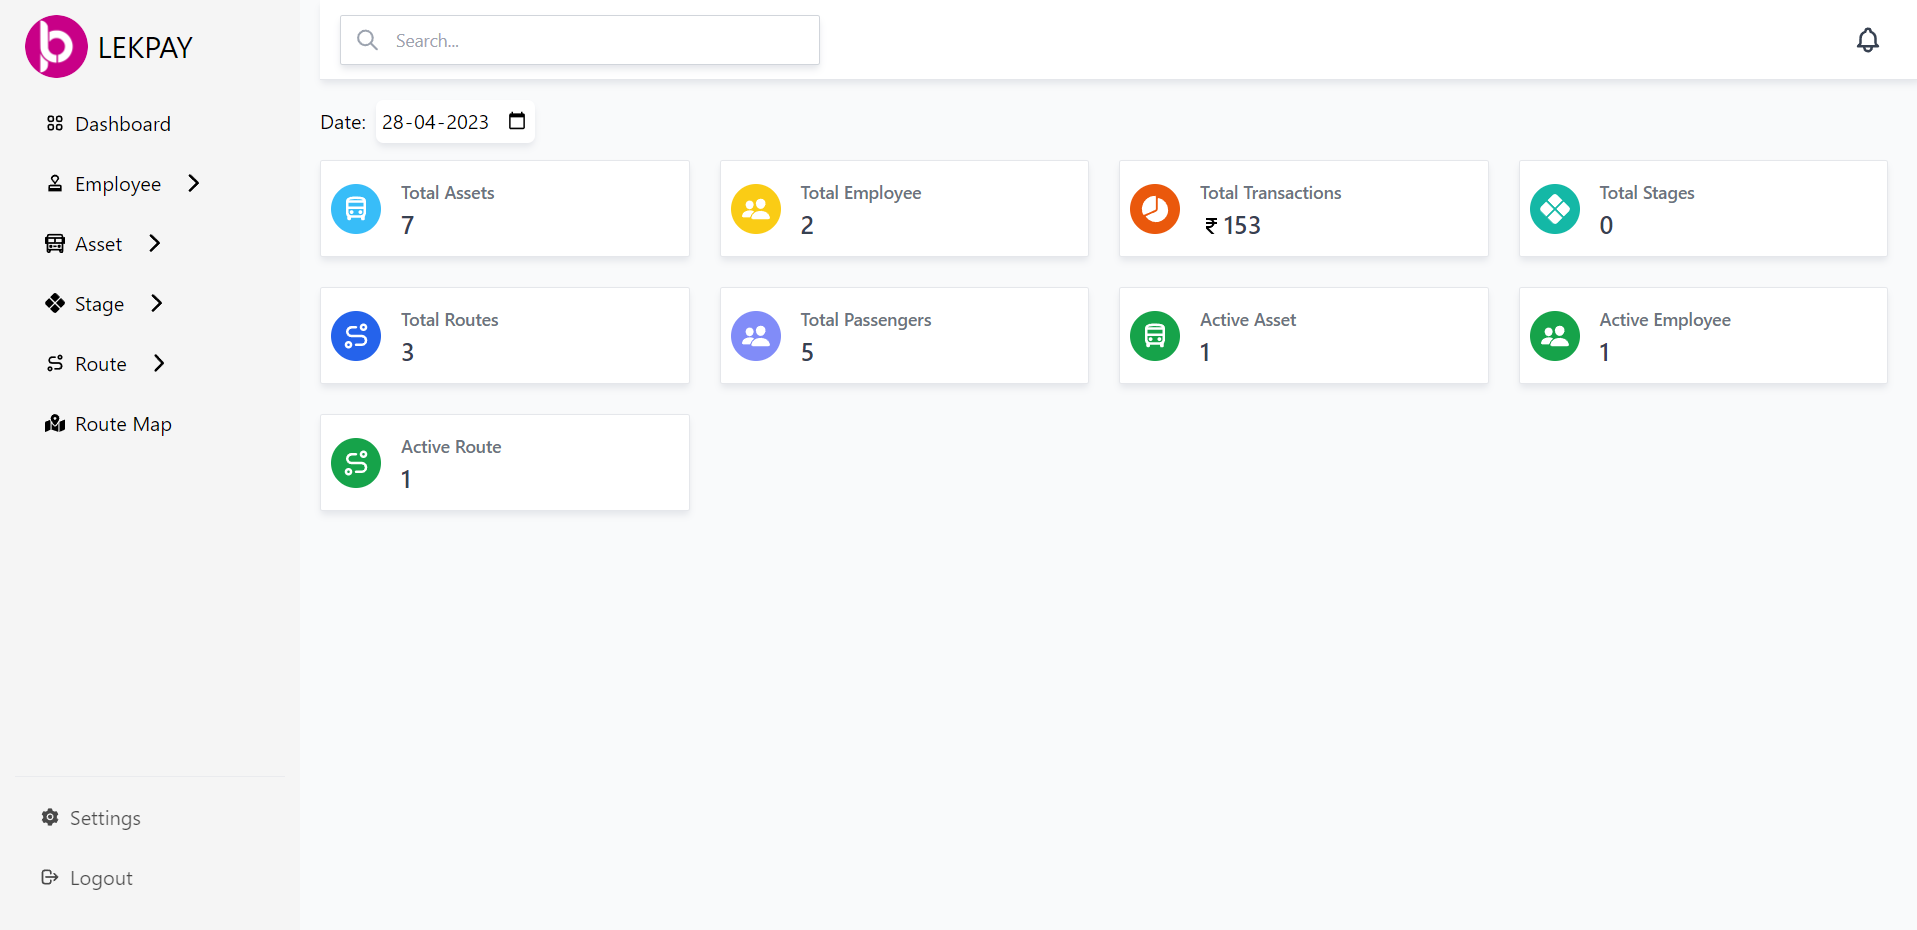 LEKPAY
Dashboard
Employee
Asset
Stage
Route
Route Map
Settings
Logout
Search...
Date: 28-04-2023
Total Assets
7
Total Employee
2
Total Transactions
₹ 153
Total Stages
0
Total Routes
3
Total Passengers
5
Active Asset
1
Active Employee
1
Active Route
1